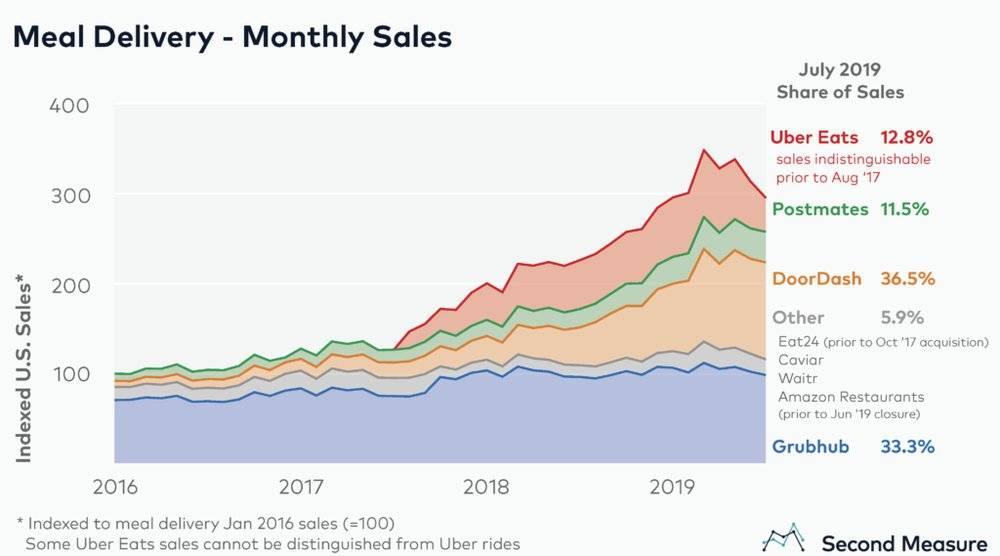 Meal Delivery - Monthly Sales
July 2019
Share of Sales
400
300
200
100
Indexed U.S. Sales*
Uber Eats 12.8%
sales indistinguishable
prior to Aug '17
Postmates 11.5%
DoorDash 36.5%
Other 5.9%
Eat24 (prior to Oct '17 acquisition)
Caviar
Waitr
Amazon Restaurants
(prior to Jun '19 closure)
Grubhub 33.3%
2016 2017 2018 2019
* Indexed to meal delivery Jan 2016 sales (=100)
Some Uber Eats sales cannot be distinguished from Uber rides
Second Measure